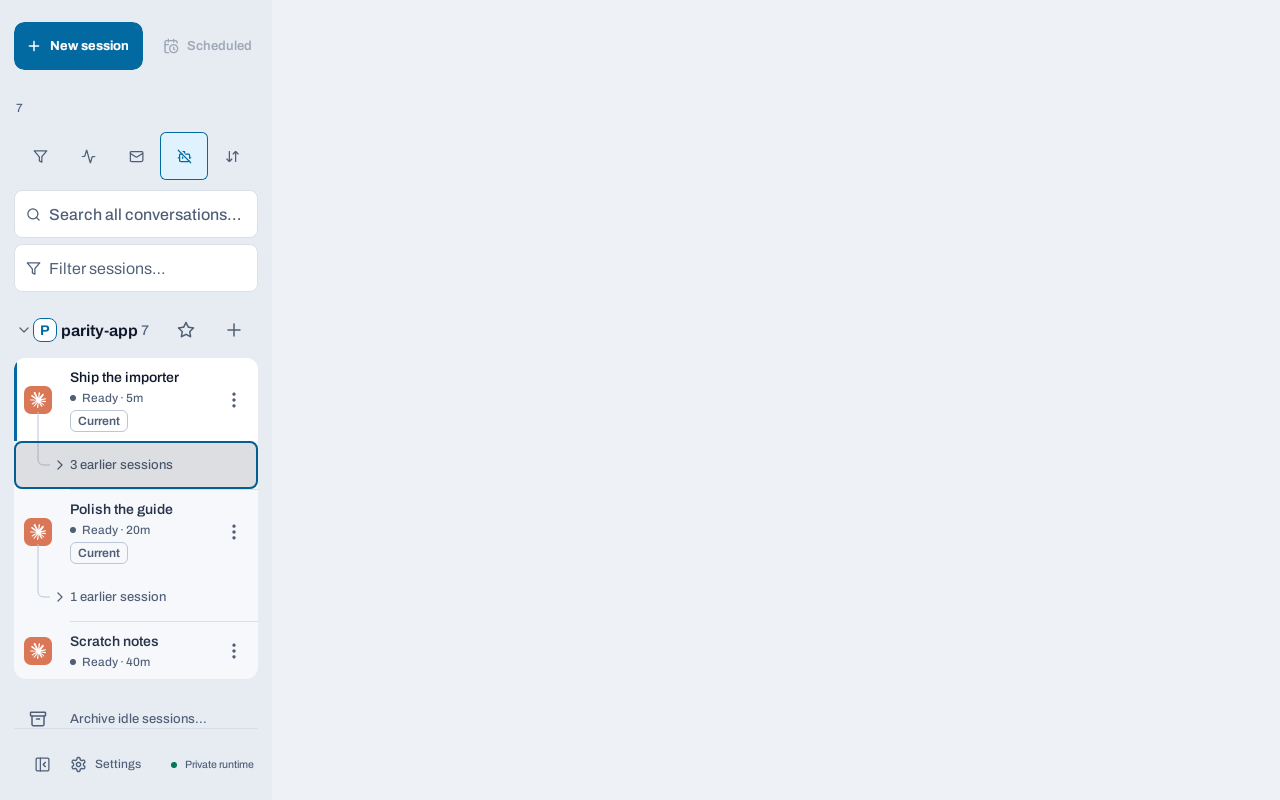 New session
Scheduled
7
Search all conversations...
Filter sessions...
P parity-app 7
Ship the importer
Ready · 5m
Current
3 earlier sessions
Polish the guide
Ready · 20m
Current
1 earlier session
Scratch notes
Ready · 40m
Archive idle sessions...
Settings
Private runtime